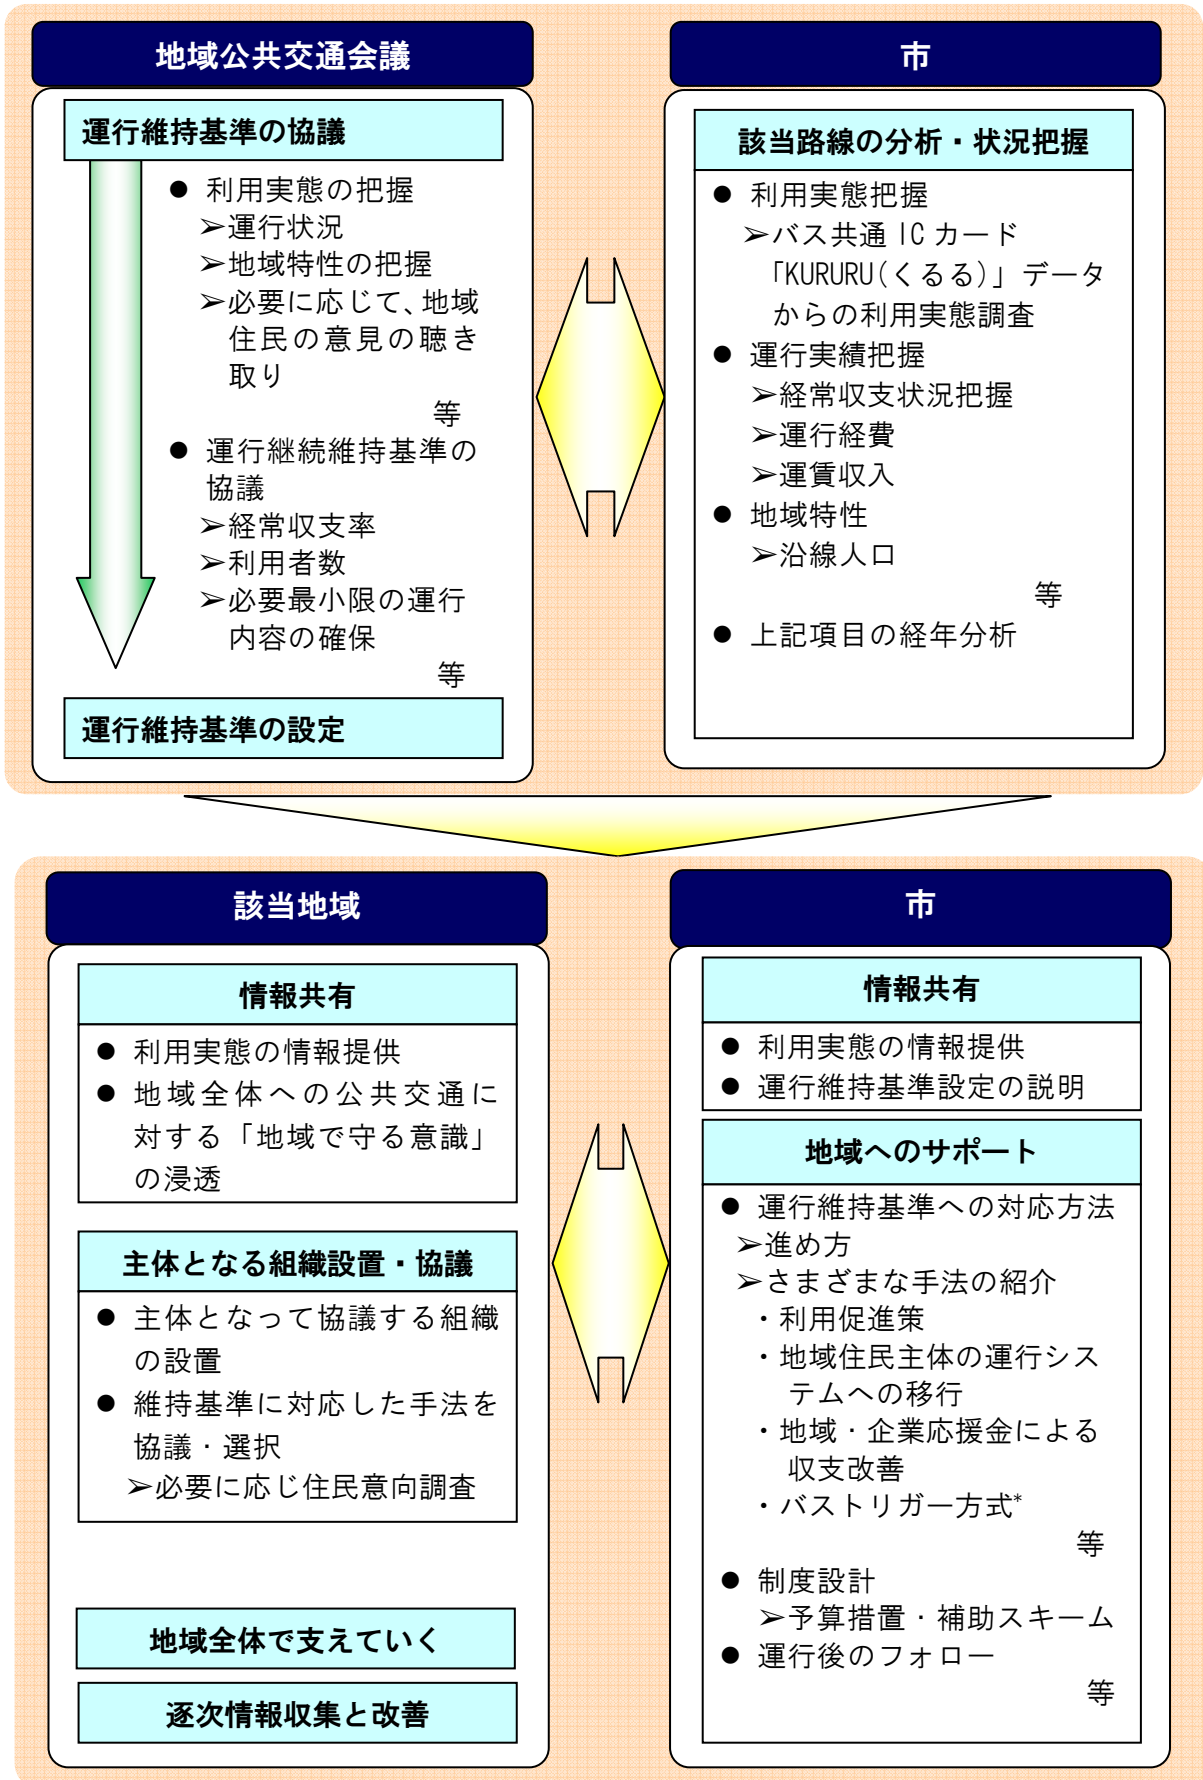 地域公共交通会議
運行維持基準の協議
● 利用実態の把握
➢運行状況
➢地域特性の把握
➢必要に応じて、地域
住民の意見の聴き
取り
等
● 運行継続維持基準の
協議
➢経常収支率
➢利用者数
➢必要最小限の運行
内容の確保
等
運行維持基準の設定
市
該当路線の分析・状況把握
● 利用実態把握
➢バス共通 IC カード
「KURURU(くるる)」データ
からの利用実態調査
● 運行実績把握
➢経常収支状況把握
➢運行経費
➢運賃収入
● 地域特性
➢沿線人口
等
● 上記項目の経年分析
該当地域
情報共有
● 利用実態の情報提供
● 地域全体への公共交通に
対する「地域で守る意識」
の浸透
主体となる組織設置・協議
● 主体となって協議する組織
の設置
● 維持基準に対応した手法を
協議・選択
➢必要に応じ住民意向調査
地域全体で支えていく
逐次情報収集と改善
市
情報共有
● 利用実態の情報提供
● 運行維持基準設定の説明
地域へのサポート
● 運行維持基準への対応方法
➢進め方
➢さまざまな手法の紹介
・利用促進策
・地域住民主体の運行シス
テムへの移行
・地域・企業応援金による
収支改善
・バストリガー方式*
等
● 制度設計
➢予算措置・補助スキーム
● 運行後のフォロー
等